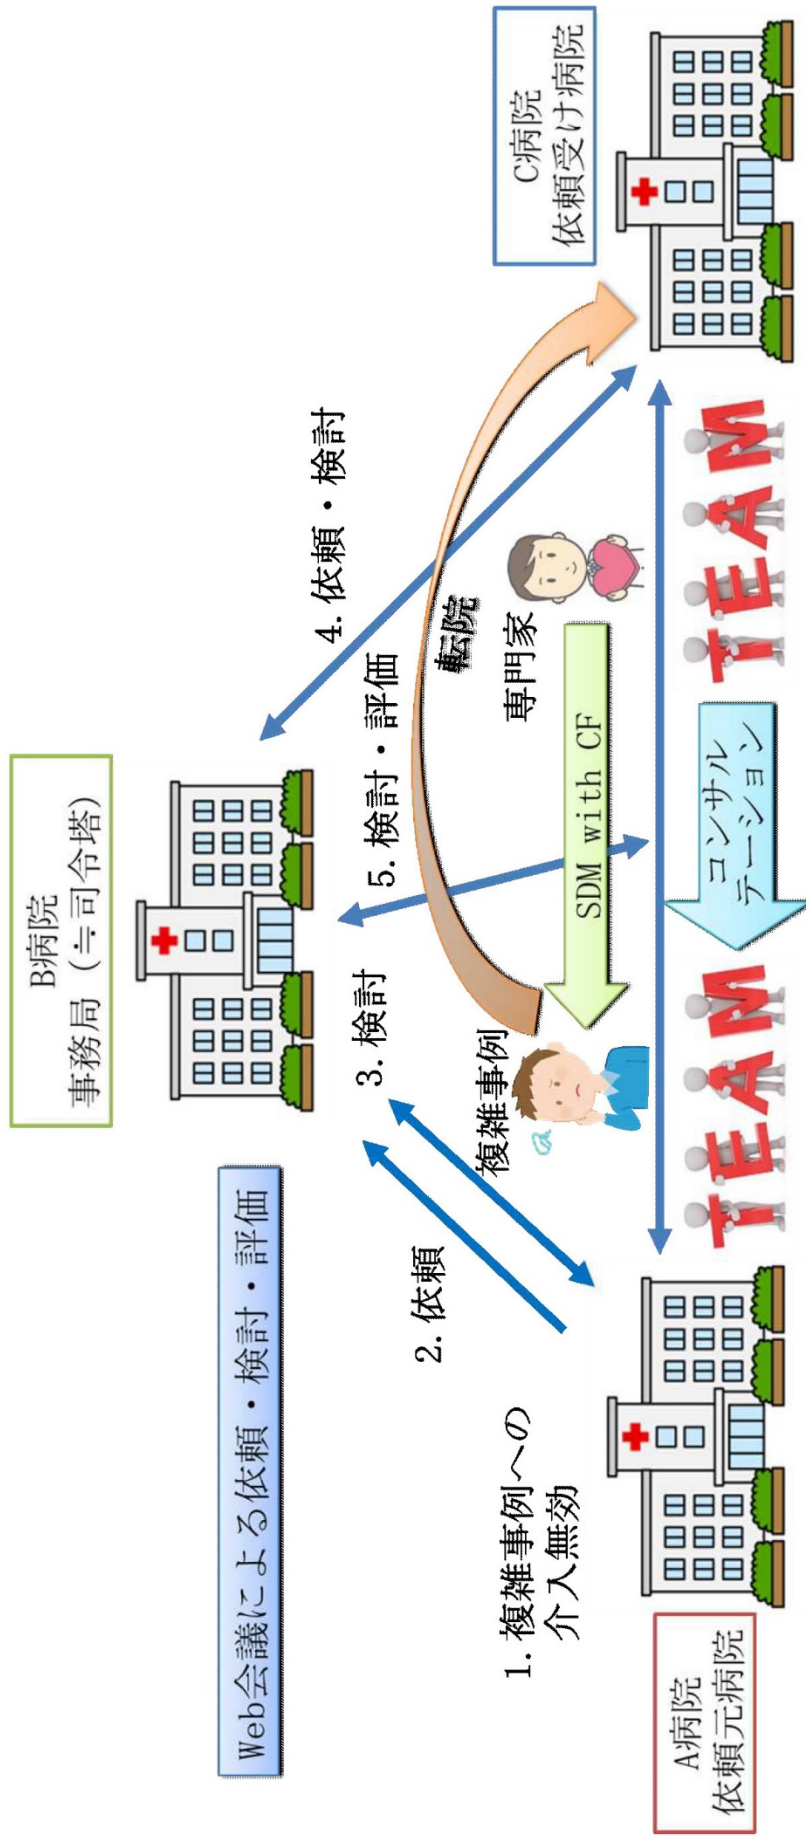 Web会議による依頼・検討・評価
B病院
事務局（≒司令塔）
1. 複雑事例への
介入無効
2. 依頼
3. 検討
4. 依頼・検討
5. 検討・評価
転院
複雑事例
専門家
SDM with CF
コンサル
テーション
TEAM
TEAM
A病院
依頼元病院
C病院
依頼受け病院